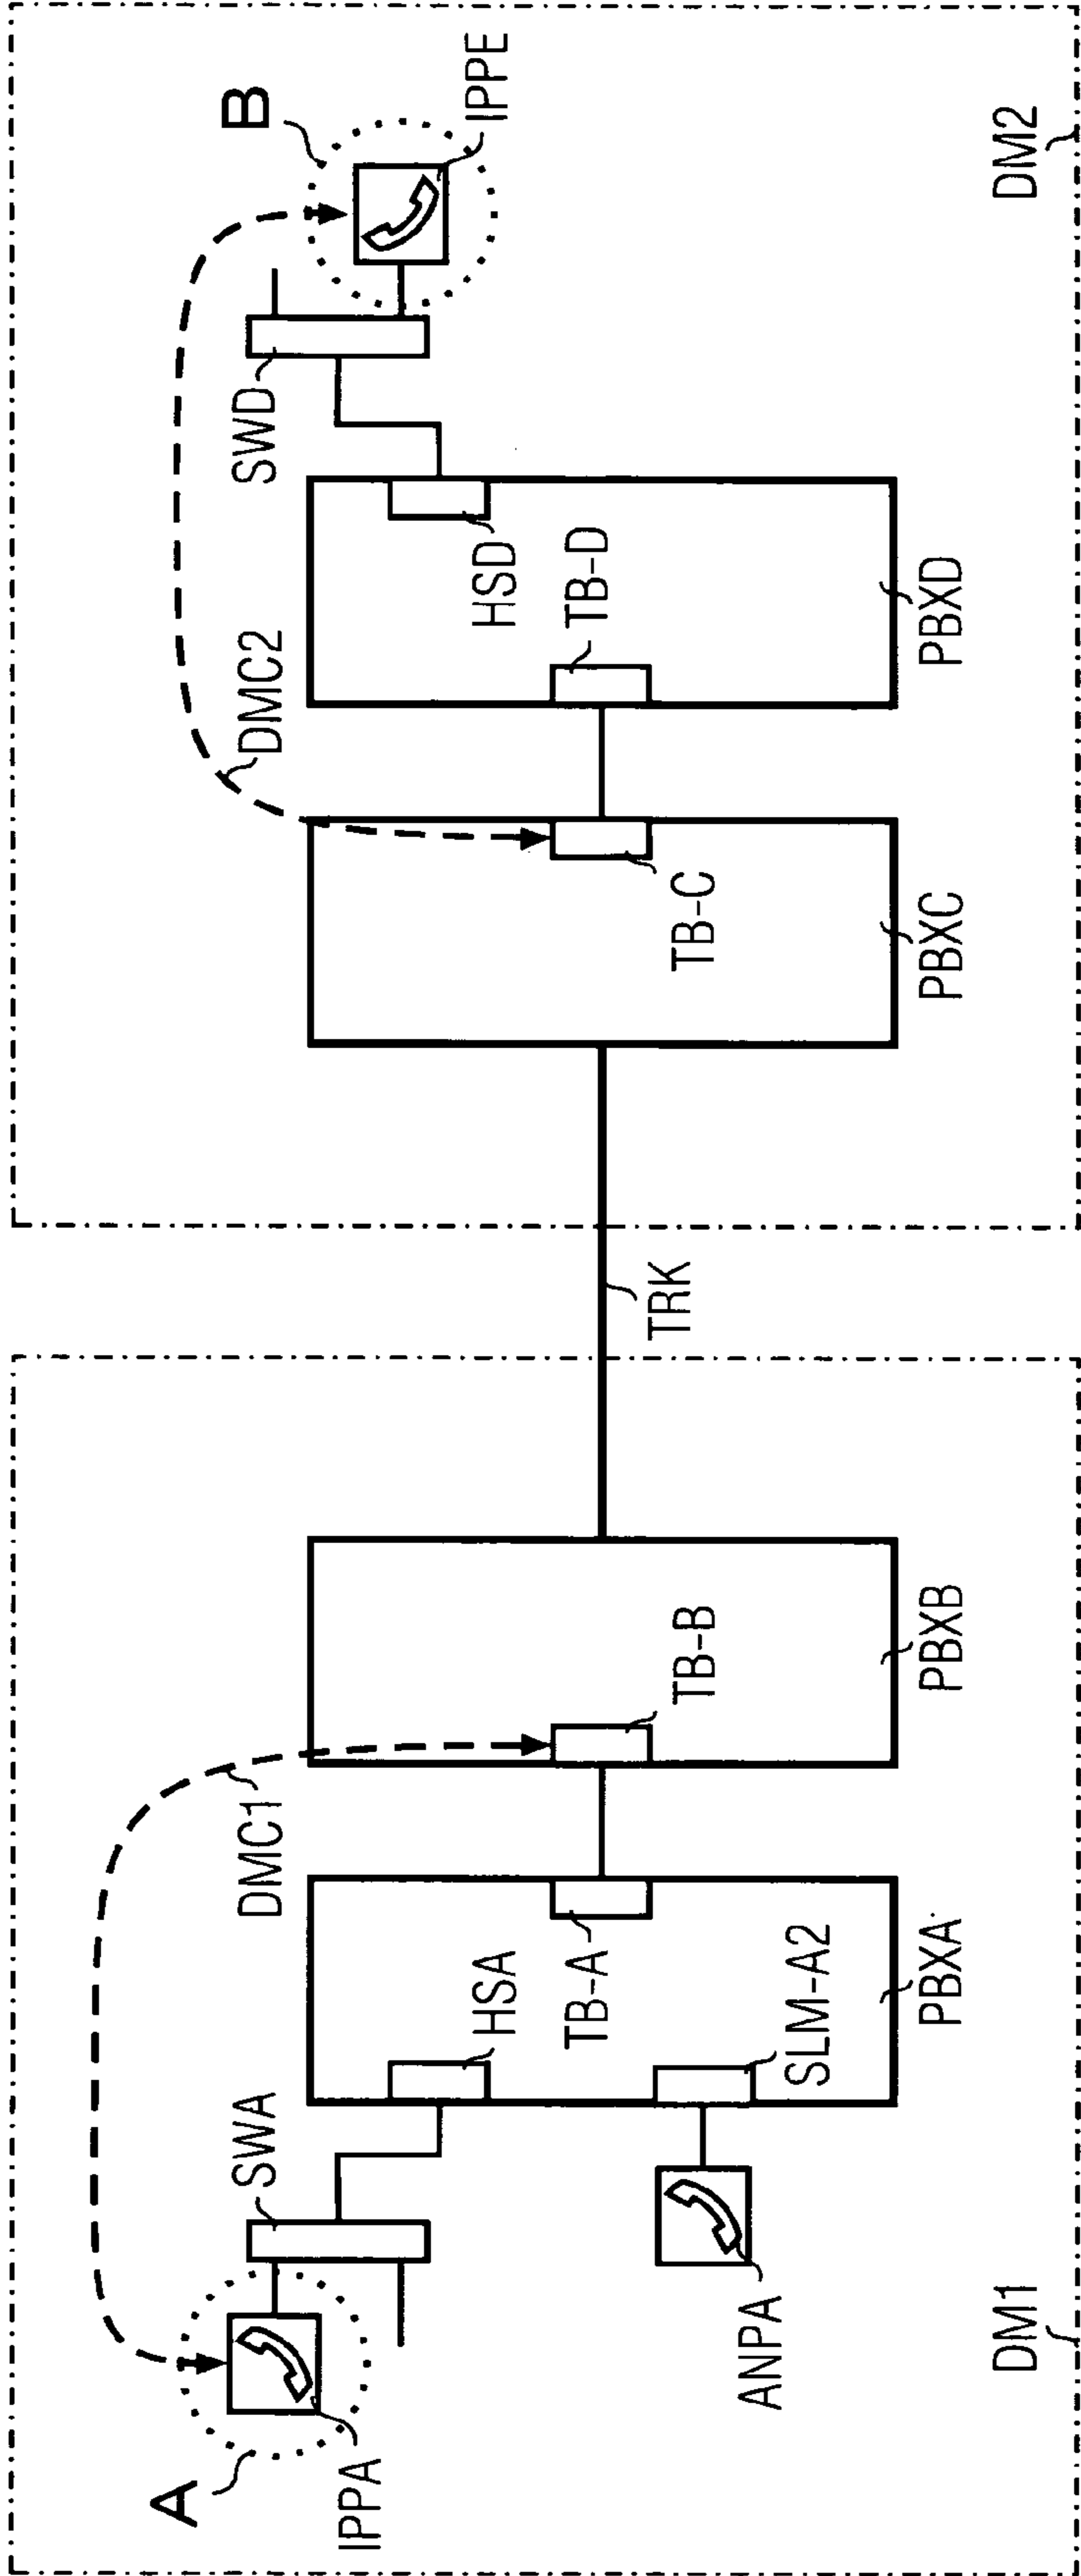 A
IPPA
SWA
DMC1
HSA
TB-A
SLM-A2
ANPA
PBXA
DM1
TB-B
PBXB
TRK
DMC2
TB-C
PBXC
SWD
HSD
TB-D
PBXD
B
IPPE
DM2